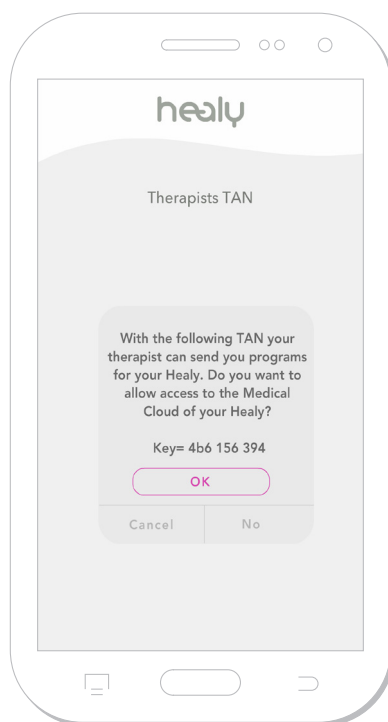 healy
Therapists TAN
With the following TAN your
therapist can send you programs
for your Healy. Do you want to
allow access to the Medical
Cloud of your Healy?
Key= 4b6 156 394
OK
Cancel No